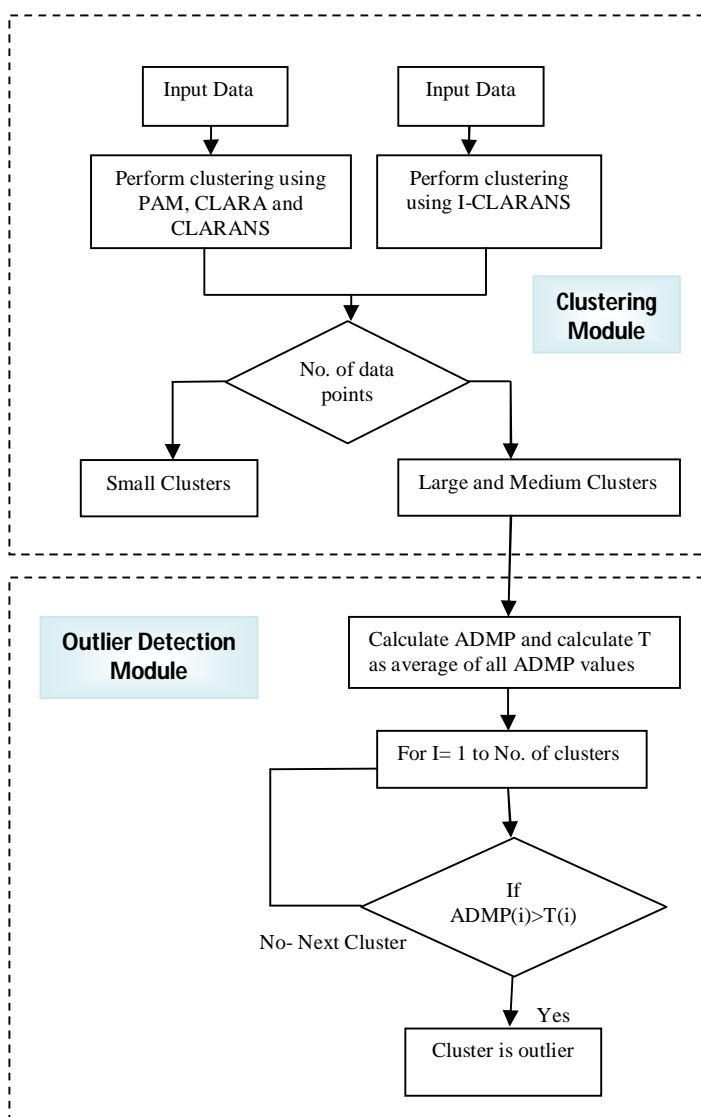 Input Data
Input Data
Perform clustering using
PAM, CLARA and
CLARANS
Perform clustering
using I-CLARANS
Clustering
Module
No. of data
points
Small Clusters
Large and Medium Clusters
Outlier Detection
Module
Calculate ADMP and calculate T
as average of all ADMP values
For I= 1 to No. of clusters
If
ADMP(i)>T(i)
No- Next Cluster
Yes
Cluster is outlier